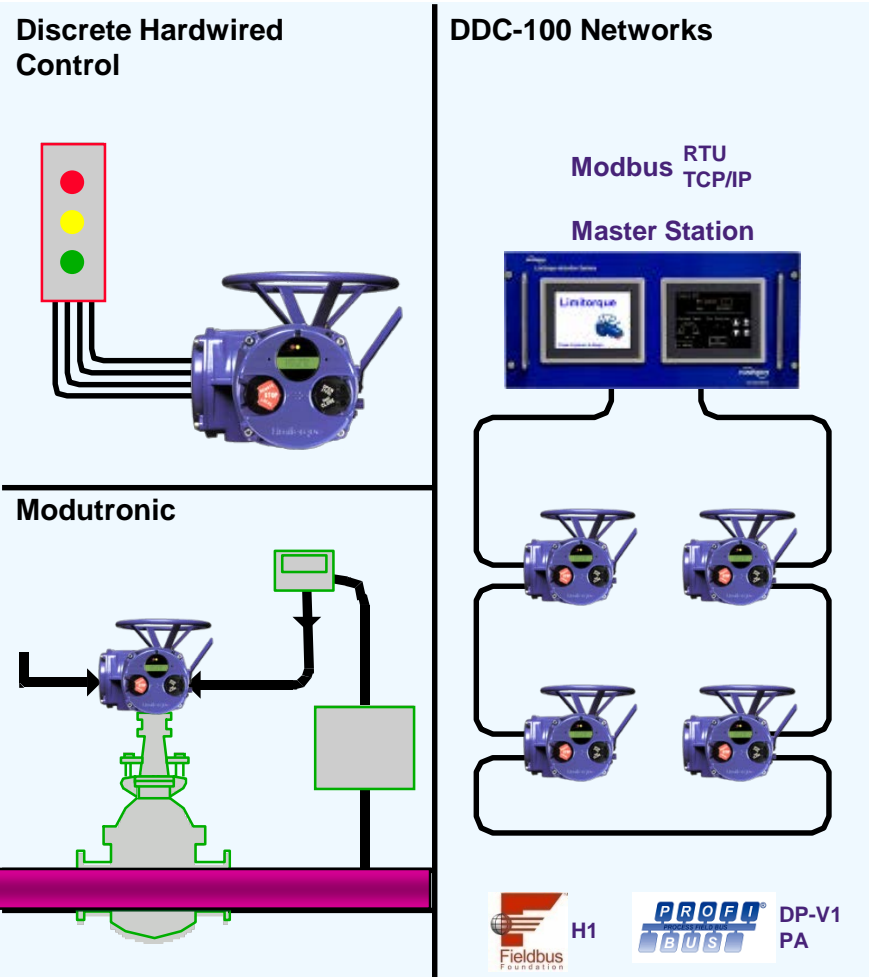 Discrete Hardwired
Control
DDC-100 Networks
Modbus RTU
TCP/IP
Master Station
Limitorque
Limitorque
Modutronic
Fieldbus
Foundation
H1
PROFI®
PROCESS FIELD BUS
BUS
DP-V1
PA